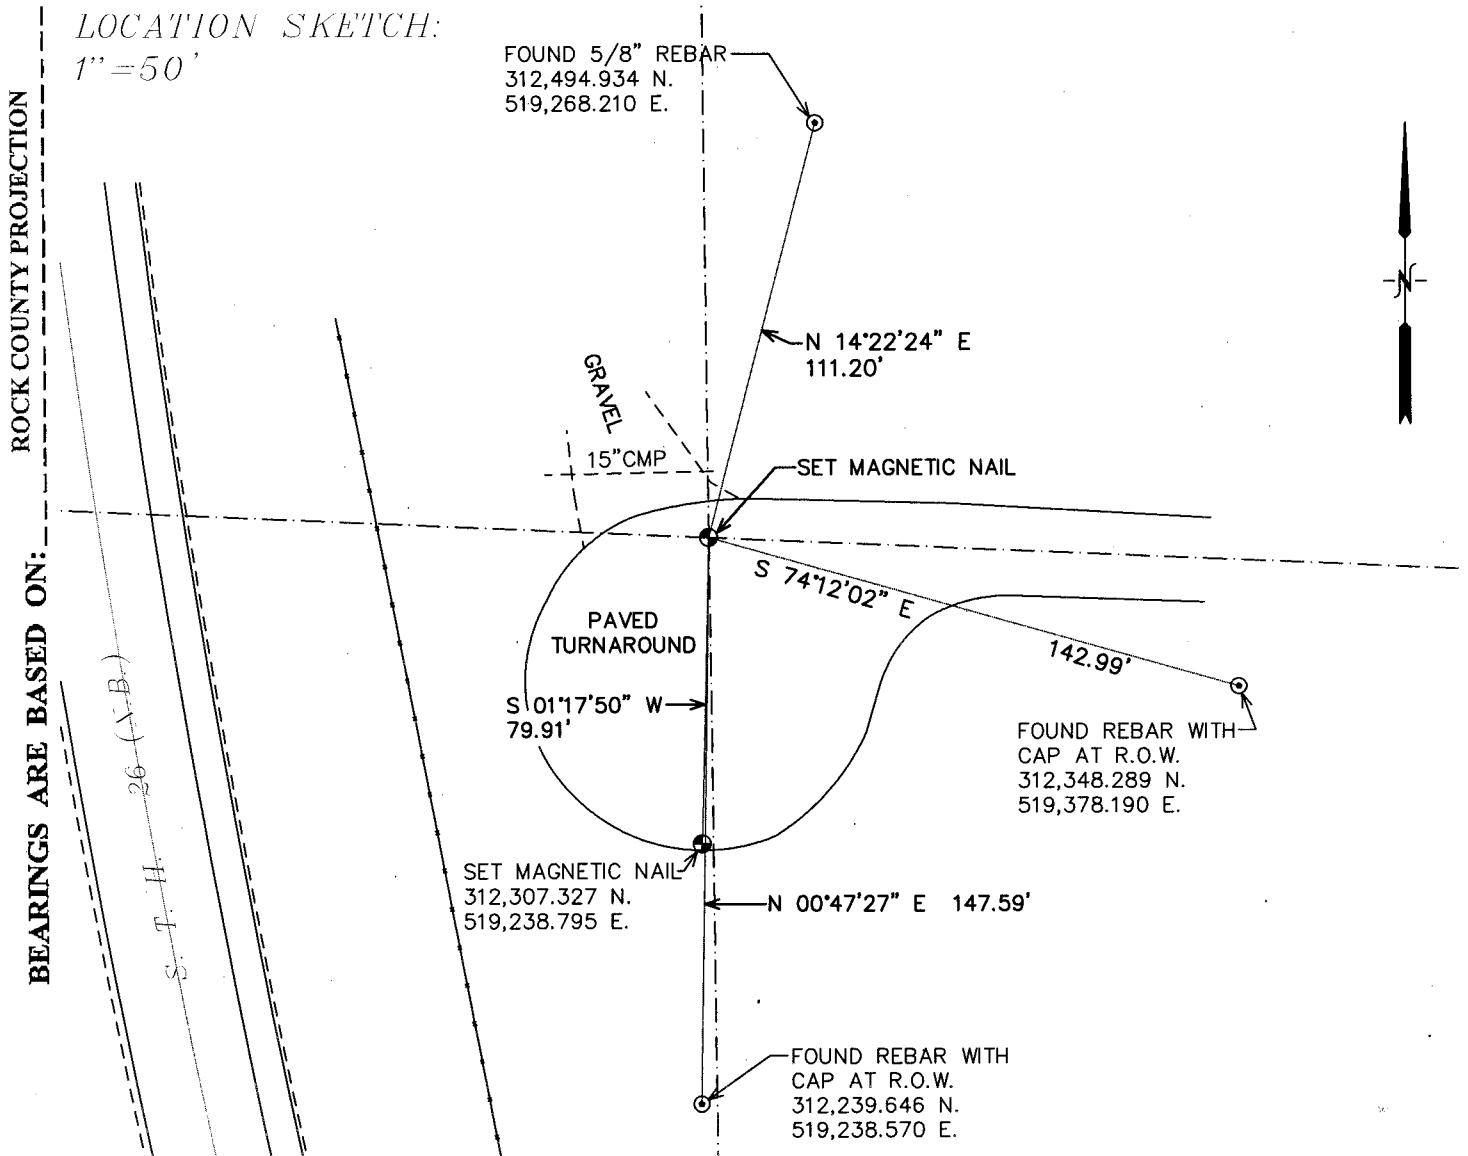 LOCATION SKETCH:
1"=50'
BEARINGS ARE BASED ON: ROCK COUNTY PROJECTION
FOUND 5/8" REBAR
312,494.934 N.
519,268.210 E.
N
N 14°22'24" E
111.20'
GRAVEL
15"CMP
SET MAGNETIC NAIL
S 74°12'02" E
142.99'
PAVED
TURNAROUND
S 01°17'50" W
79.91'
S. T. H. 26 (N.B.)
FOUND REBAR WITH
CAP AT R.O.W.
312,348.289 N.
519,378.190 E.
SET MAGNETIC NAIL
312,307.327 N.
519,238.795 E.
N 00°47'27" E 147.59'
FOUND REBAR WITH
CAP AT R.O.W.
312,239.646 N.
519,238.570 E.